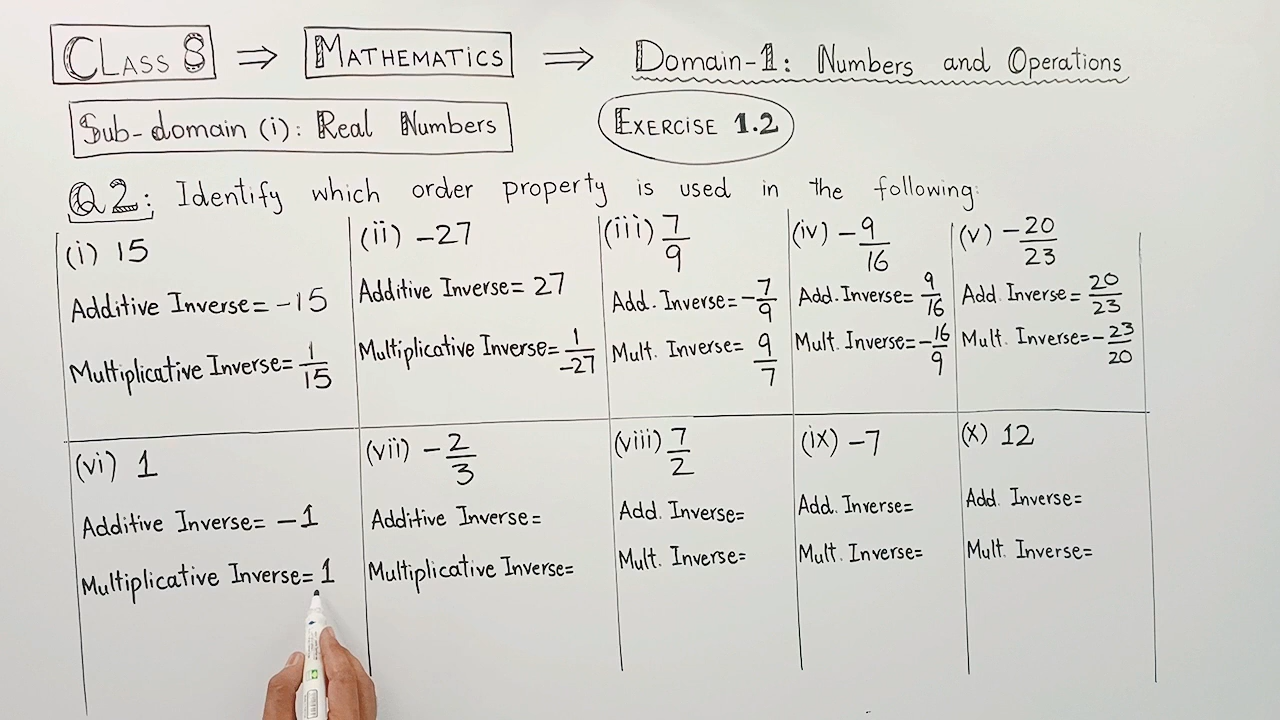 Class 8 ⇒ Mathematics ⇒ Domain-1: Numbers and Operations
Sub-domain (i): Real Numbers
Exercise 1.2
Q2: Identify which order property is used in the following:
(i) 15
Additive Inverse= -15
Multiplicative Inverse= 1/15
(ii) -27
Additive Inverse= 27
Multiplicative Inverse= 1/-27
(iii) 7/9
Add. Inverse= -7/9
Mult. Inverse= 9/7
(iv) -9/16
Add. Inverse= 9/16
Mult. Inverse= -16/9
(v) -20/23
Add. Inverse= 20/23
Mult. Inverse= -23/20
(vi) 1
Additive Inverse= -1
Multiplicative Inverse= 1
(vii) -2/3
Additive Inverse=
Multiplicative Inverse=
(viii) 7/2
Add. Inverse=
Mult. Inverse=
(ix) -7
Add. Inverse=
Mult. Inverse=
(x) 12
Add. Inverse=
Mult. Inverse=